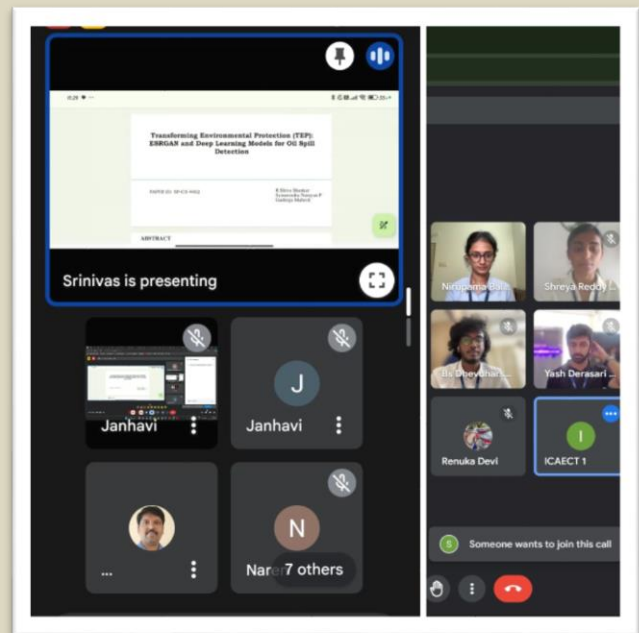 Transforming Environmental Protection (TEP):
ESRGAN and Deep Learning Models for Oil Spill
Detection
ABSTRACT
Srinivas is presenting
Janhavi
J
Janhavi
...
N
Naren
7 others
Nirupama
Shreya Reddy ...
Yash Derasari ...
Renuka Devi
I
ICAECT 1
S
Someone wants to join this call